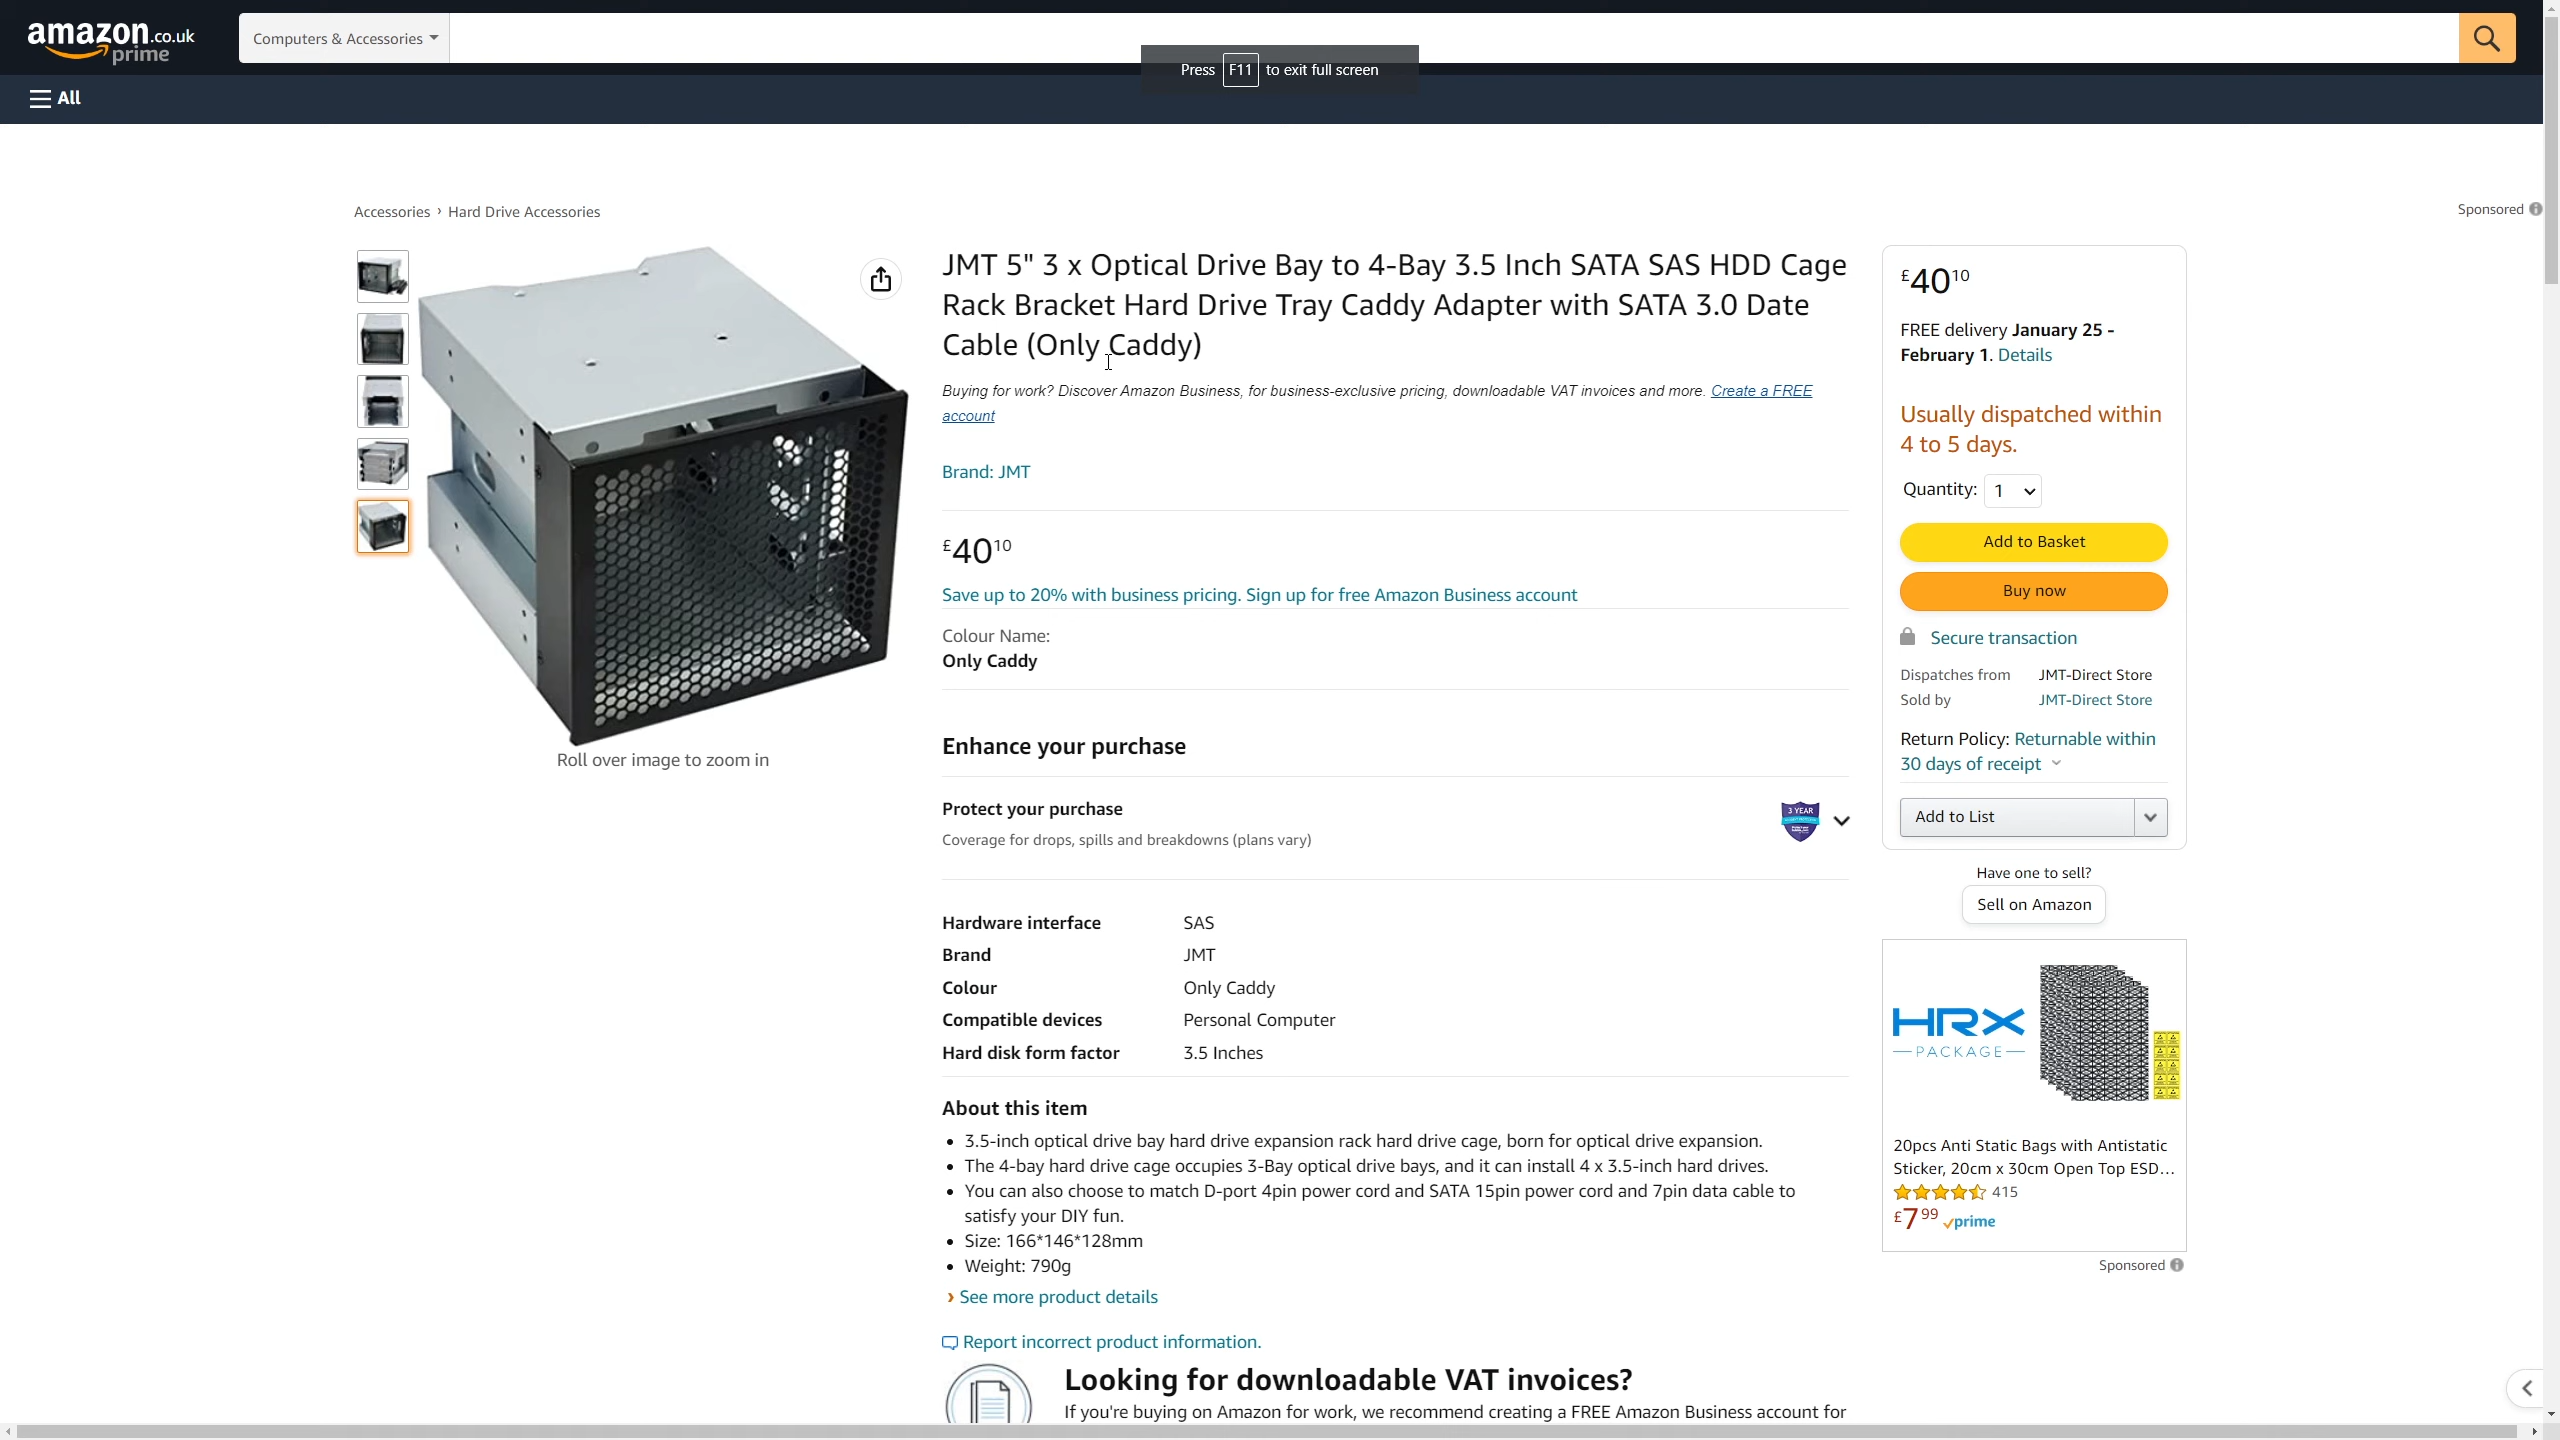 amazon.co.uk
prime
Computers & Accessories
Press F11 to exit full screen
All
Accessories › Hard Drive Accessories
Sponsored
JMT 5" 3 x Optical Drive Bay to 4-Bay 3.5 Inch SATA SAS HDD Cage
Rack Bracket Hard Drive Tray Caddy Adapter with SATA 3.0 Date
Cable (Only Caddy)
Buying for work? Discover Amazon Business, for business-exclusive pricing, downloadable VAT invoices and more. Create a FREE
account
Brand: JMT
£4010
Save up to 20% with business pricing. Sign up for free Amazon Business account
Colour Name:
Only Caddy
Roll over image to zoom in
Enhance your purchase
Protect your purchase
Coverage for drops, spills and breakdowns (plans vary)
3 YEAR
Hardware interface SAS
Brand JMT
Colour Only Caddy
Compatible devices Personal Computer
Hard disk form factor 3.5 Inches
About this item
• 3.5-inch optical drive bay hard drive expansion rack hard drive cage, born for optical drive expansion.
• The 4-bay hard drive cage occupies 3-Bay optical drive bays, and it can install 4 x 3.5-inch hard drives.
• You can also choose to match D-port 4pin power cord and SATA 15pin power cord and 7pin data cable to
satisfy your DIY fun.
• Size: 166*146*128mm
• Weight: 790g
› See more product details
Report incorrect product information.
Looking for downloadable VAT invoices?
If you're buying on Amazon for work, we recommend creating a FREE Amazon Business account for
£4010
FREE delivery January 25 -
February 1. Details
Usually dispatched within
4 to 5 days.
Quantity: 1
Add to Basket
Buy now
Secure transaction
Dispatches from JMT-Direct Store
Sold by JMT-Direct Store
Return Policy: Returnable within
30 days of receipt
Add to List
Have one to sell?
Sell on Amazon
HRX
PACKAGE
20pcs Anti Static Bags with Antistatic
Sticker, 20cm x 30cm Open Top ESD...
415
£799 prime
Sponsored